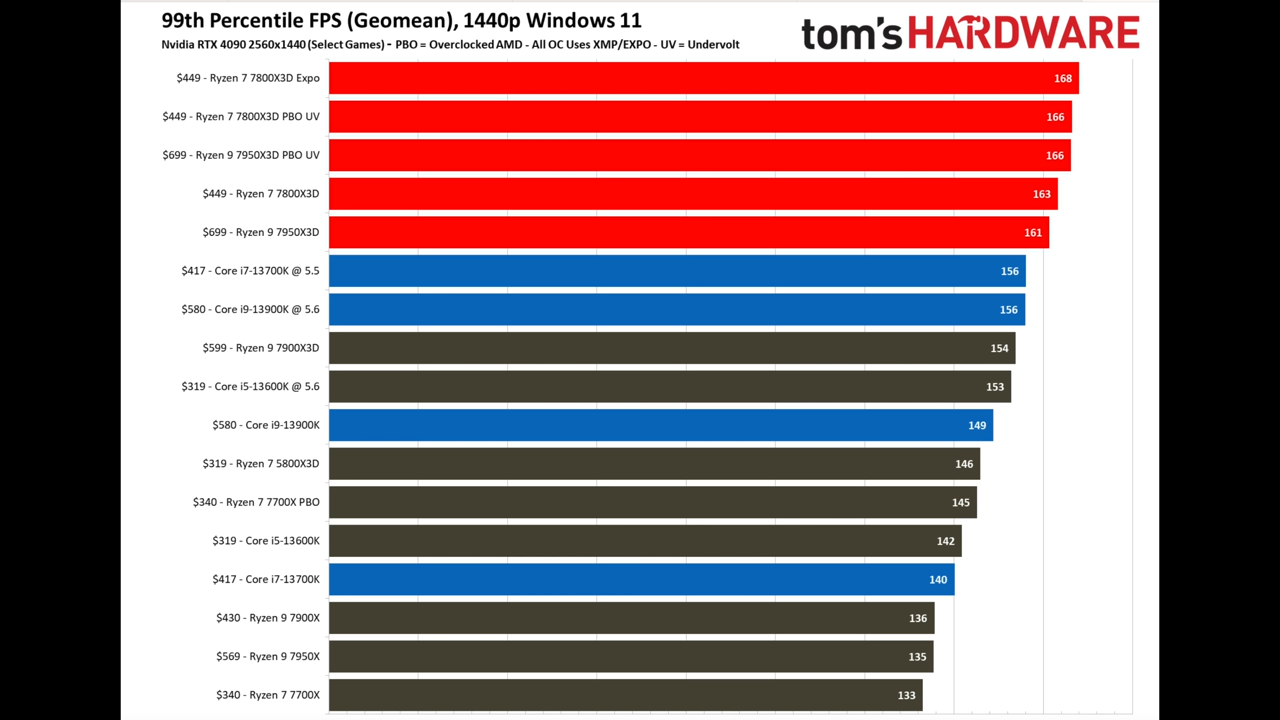 99th Percentile FPS (Geomean), 1440p Windows 11
Nvidia RTX 4090 2560x1440 (Select Games) - PBO = Overclocked AMD - All OC Uses XMP/EXPO - UV = Undervolt
tom's HARDWARE
$449 - Ryzen 7 7800X3D Expo 168
$449 - Ryzen 7 7800X3D PBO UV 166
$699 - Ryzen 9 7950X3D PBO UV 166
$449 - Ryzen 7 7800X3D 163
$699 - Ryzen 9 7950X3D 161
$417 - Core i7-13700K @ 5.5 156
$580 - Core i9-13900K @ 5.6 156
$599 - Ryzen 9 7900X3D 154
$319 - Core i5-13600K @ 5.6 153
$580 - Core i9-13900K 149
$319 - Ryzen 7 5800X3D 146
$340 - Ryzen 7 7700X PBO 145
$319 - Core i5-13600K 142
$417 - Core i7-13700K 140
$430 - Ryzen 9 7900X 136
$569 - Ryzen 9 7950X 135
$340 - Ryzen 7 7700X 133